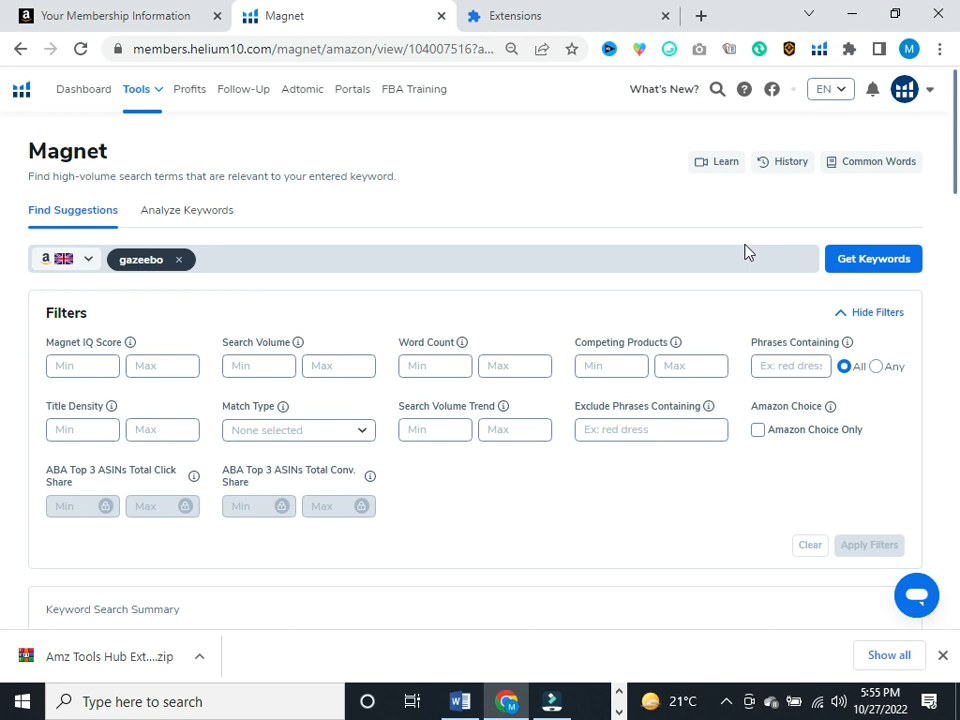 Your Membership Information
Magnet
Extensions
members.helium10.com/magnet/amazon/view/104007516?a...
M
Dashboard Tools Profits Follow-Up Adtomic Portals FBA Training
What's New? EN
Magnet
Find high-volume search terms that are relevant to your entered keyword.
Learn History Common Words
Find Suggestions Analyze Keywords
a gazeebo × Get Keywords
Filters Hide Filters
Magnet IQ Score Search Volume Word Count Competing Products Phrases Containing
Min Max Min Max Min Max Min Max Ex: red dress All Any
Title Density Match Type Search Volume Trend Exclude Phrases Containing Amazon Choice
Min Max None selected Min Max Ex: red dress Amazon Choice Only
ABA Top 3 ASINs Total Click Share
ABA Top 3 ASINs Total Conv. Share
Min Max Min Max
Clear Apply Filters
Keyword Search Summary
Amz Tools Hub Ext....zip Show all
Type here to search
21°C
5:55 PM
10/27/2022